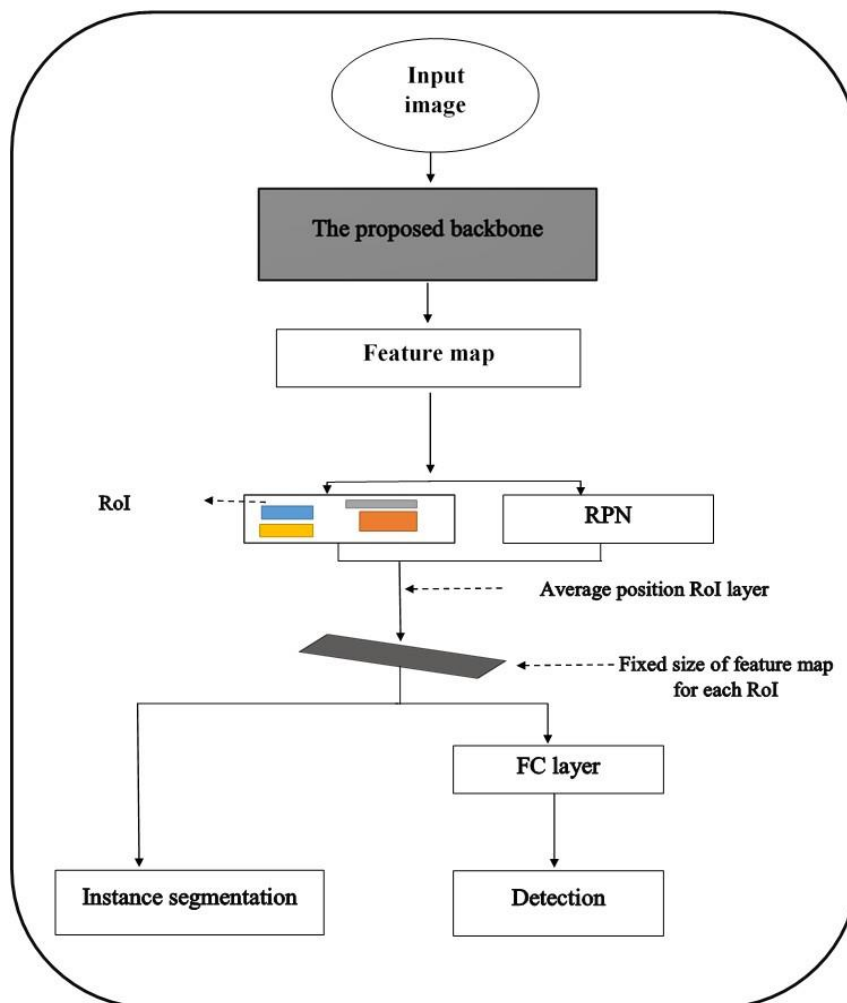 Input
image
The proposed backbone
Feature map
RoI
RPN
Average position RoI layer
Fixed size of feature map
for each RoI
FC layer
Instance segmentation
Detection